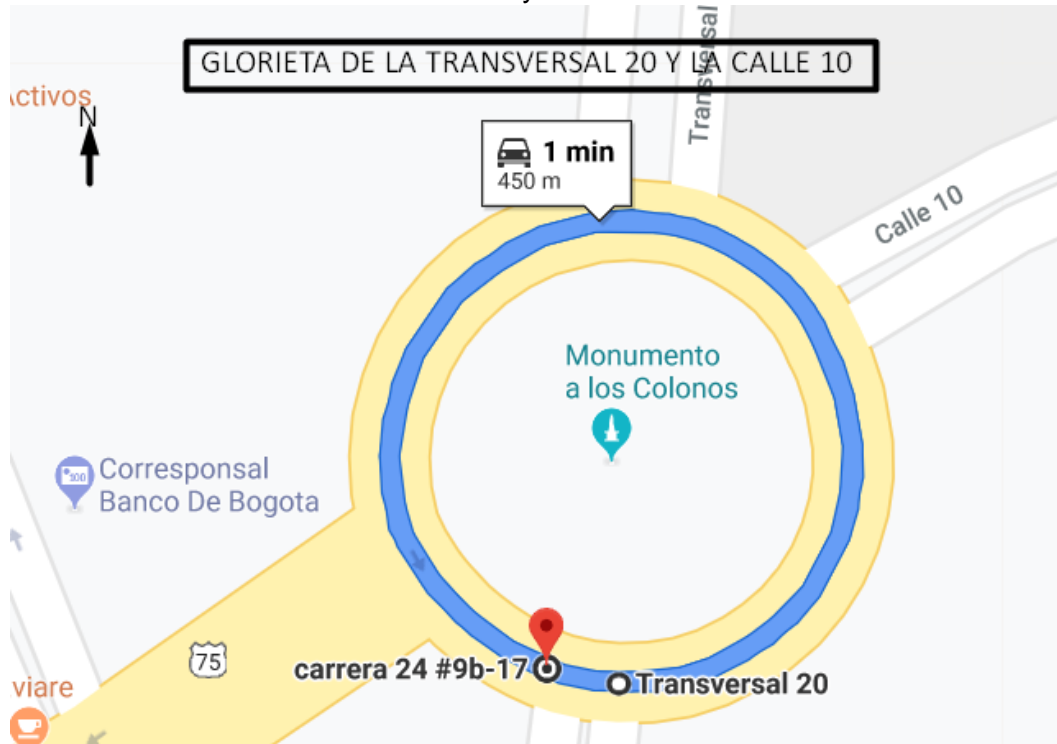 GLORIETA DE LA TRANSVERSAL 20 Y LA CALLE 10
Activos
N
Transversal
1 min
450 m
Calle 10
Monumento
a los Colonos
Corresponsal
Banco De Bogota
75
carrera 24 #9b-17
Transversal 20
viare